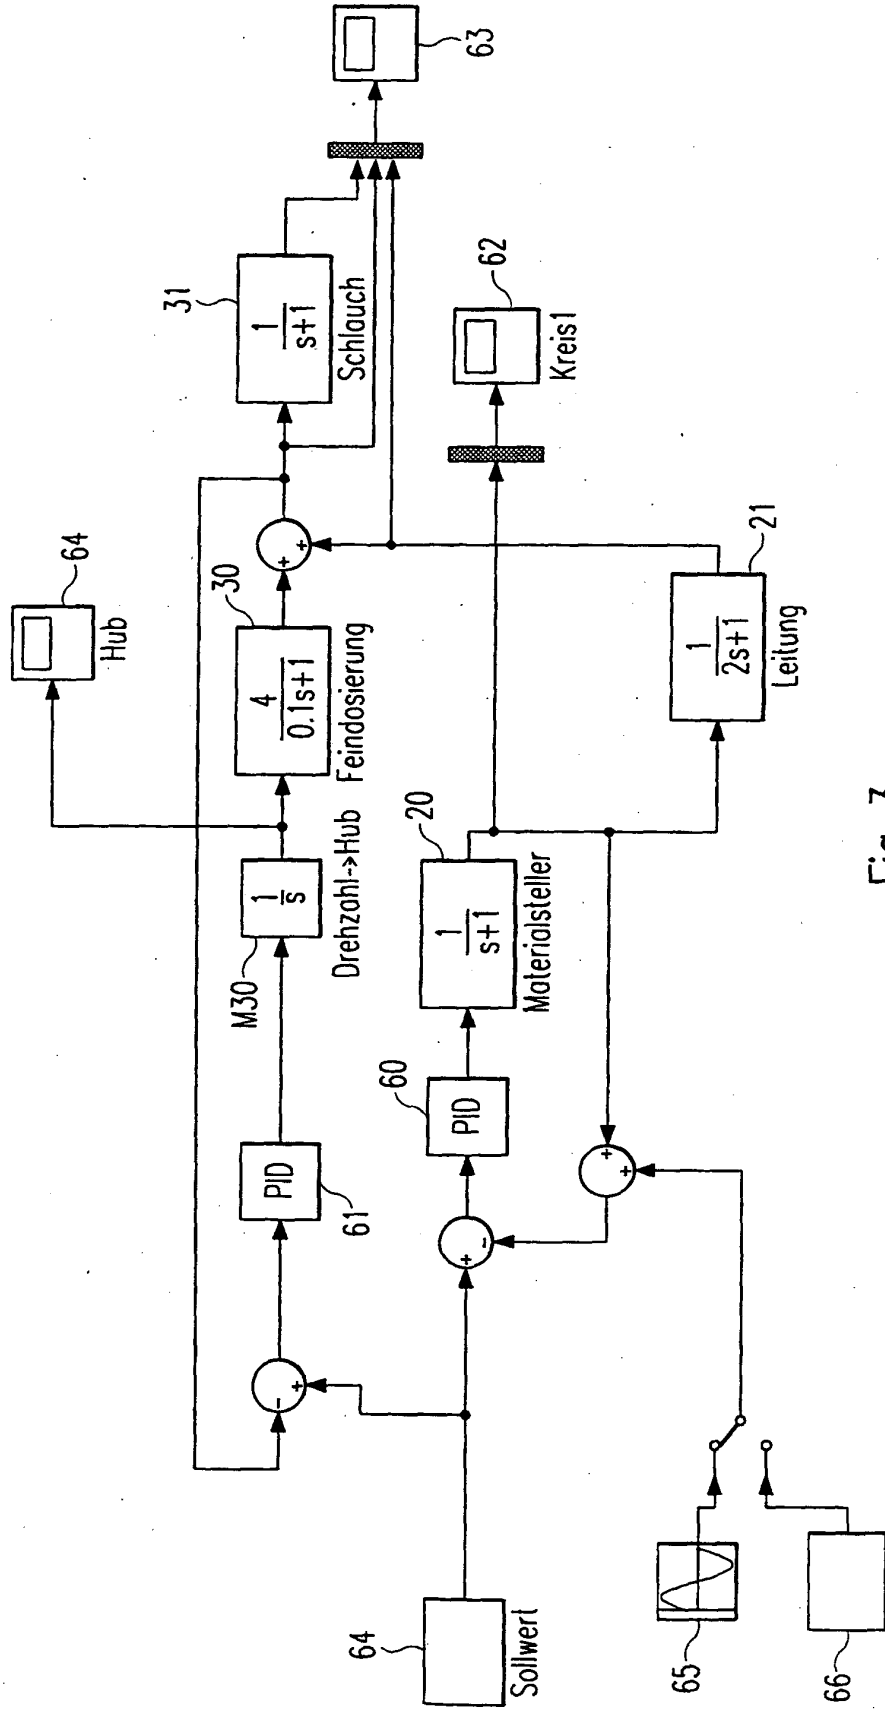 64
Hub
63
31
1
s+1
Schlauch
30
4
0.1s+1
Feindosierung
+
+
M30
1
s
Drehzahl->Hub
PID
61
-
+
62
Kreis1
21
1
2s+1
Leitung
20
1
s+1
Materialsteller
60
PID
+
-
+
+
64
Sollwert
65
66
Fig. 3